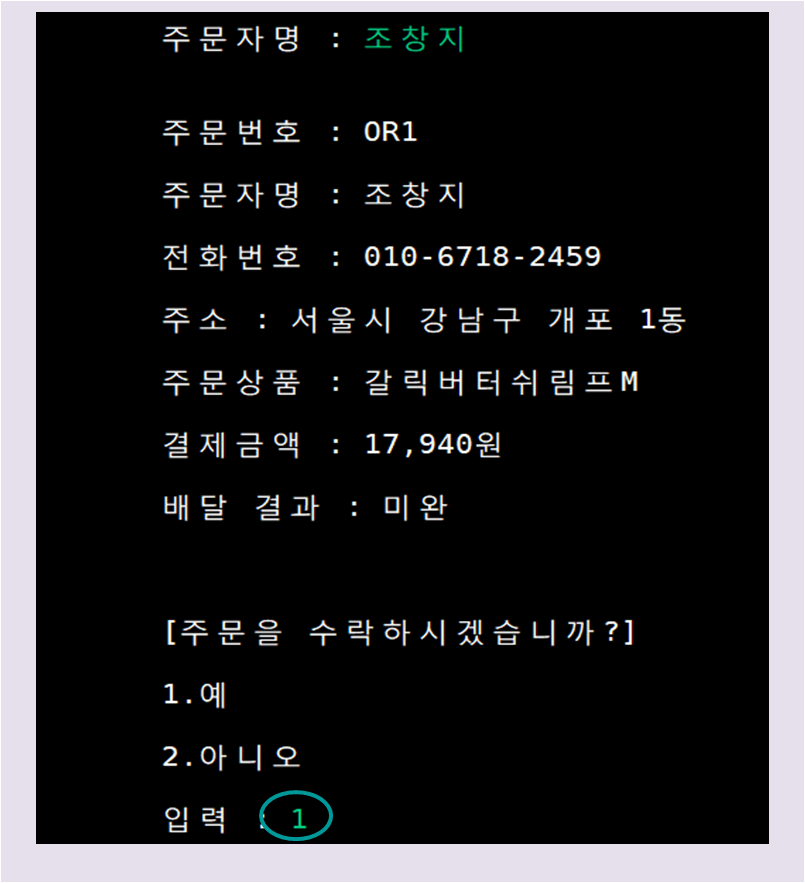 주문자명 : 조창지
주문번호 : OR1
주문자명 : 조창지
전화번호 : 010-6718-2459
주소 : 서울시 강남구 개포 1동
주문상품 : 갈릭버터쉬림프M
결제금액 : 17,940원
배달 결과 : 미완
[주문을 수락하시겠습니까?]
1.예
2.아니오
입력 : 1